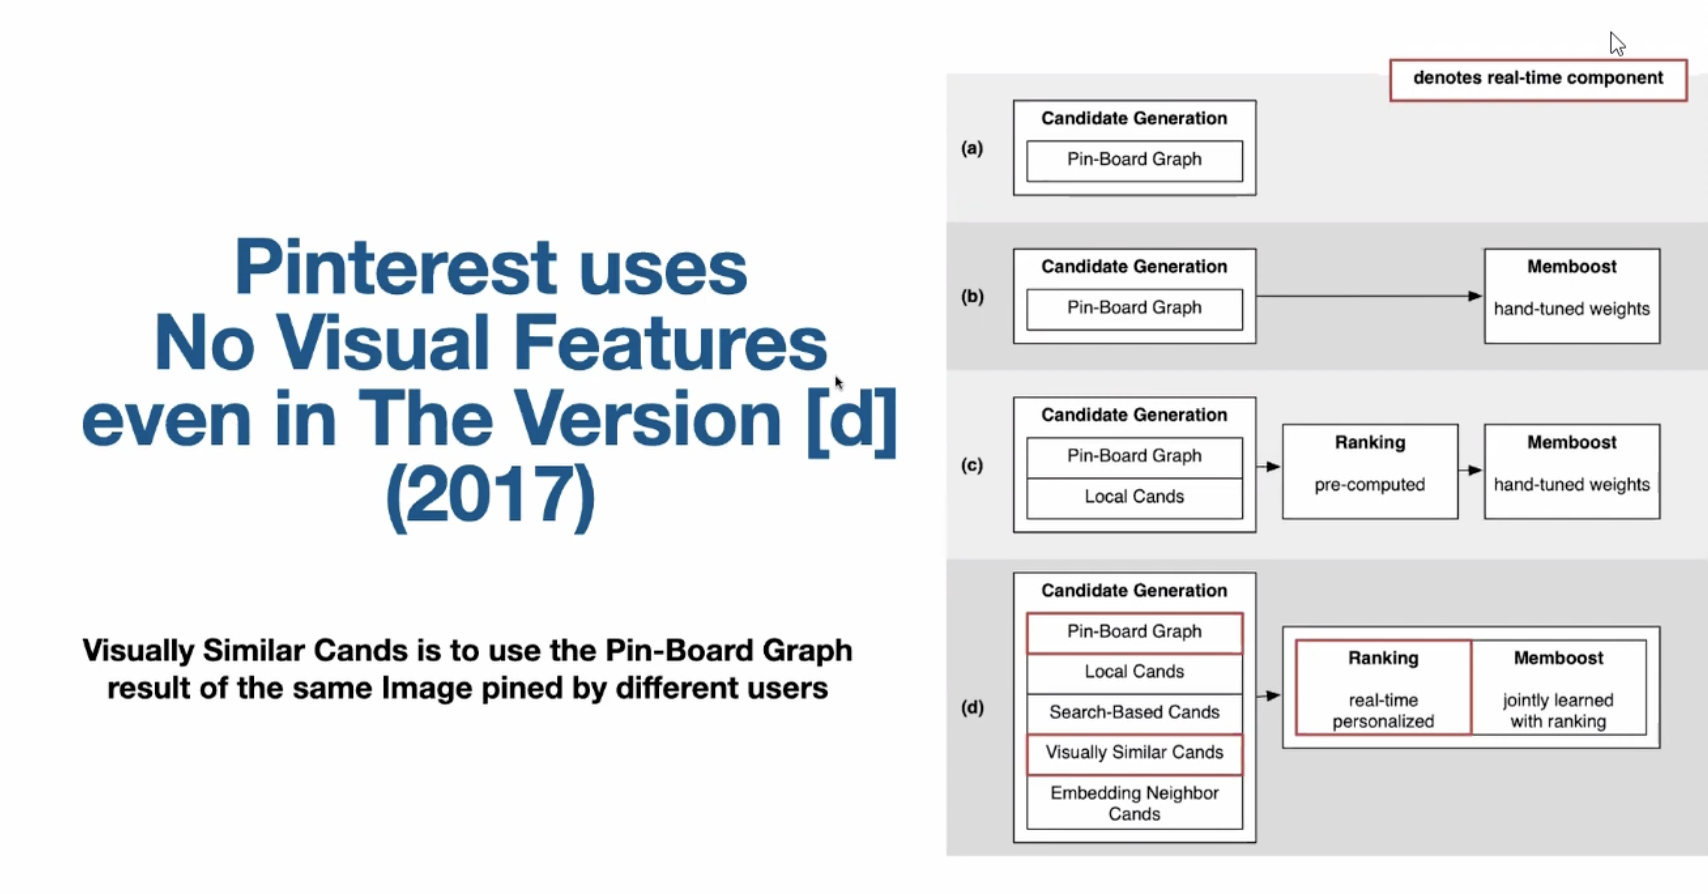 Pinterest uses
No Visual Features
even in The Version [d]
(2017)
Visually Similar Cands is to use the Pin-Board Graph
result of the same Image pined by different users
denotes real-time component
(a)
Candidate Generation
Pin-Board Graph
(b)
Candidate Generation
Pin-Board Graph
Memboost
hand-tuned weights
(c)
Candidate Generation
Pin-Board Graph
Local Cands
Ranking
pre-computed
Memboost
hand-tuned weights
(d)
Candidate Generation
Pin-Board Graph
Local Cands
Search-Based Cands
Visually Similar Cands
Embedding Neighbor
Cands
Ranking
real-time
personalized
Memboost
jointly learned
with ranking